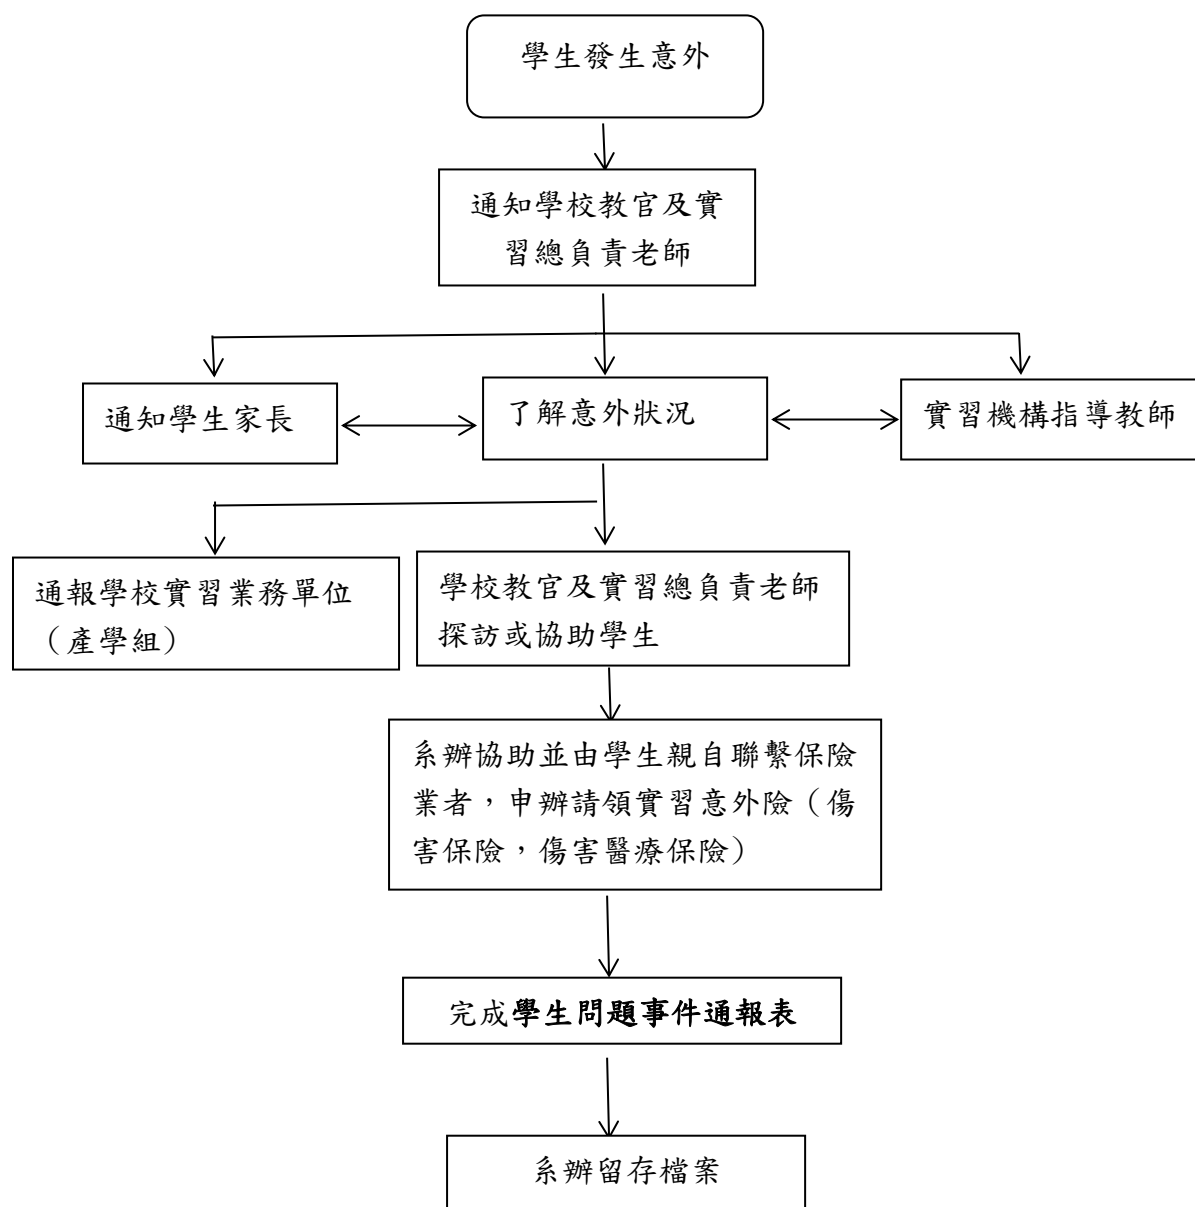 學生發生意外
通知學校教官及實
習總負責老師
通知學生家長
了解意外狀況
實習機構指導教師
通報學校實習業務單位
（產學組）
學校教官及實習總負責老師
探訪或協助學生
系辦協助並由學生親自聯繫保險
業者，申辦請領實習意外險（傷
害保險，傷害醫療保險）
完成學生問題事件通報表
系辦留存檔案